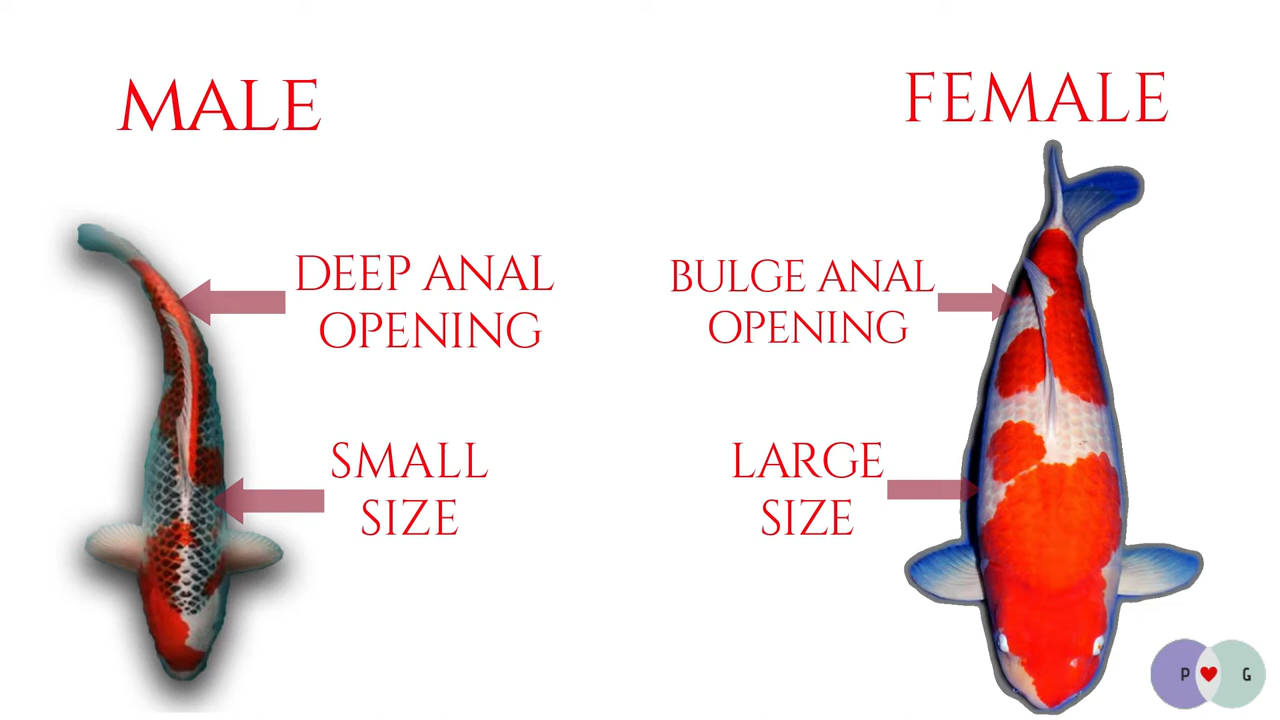 MALE
DEEP ANAL
OPENING
SMALL
SIZE
FEMALE
BULGE ANAL
OPENING
LARGE
SIZE
P G